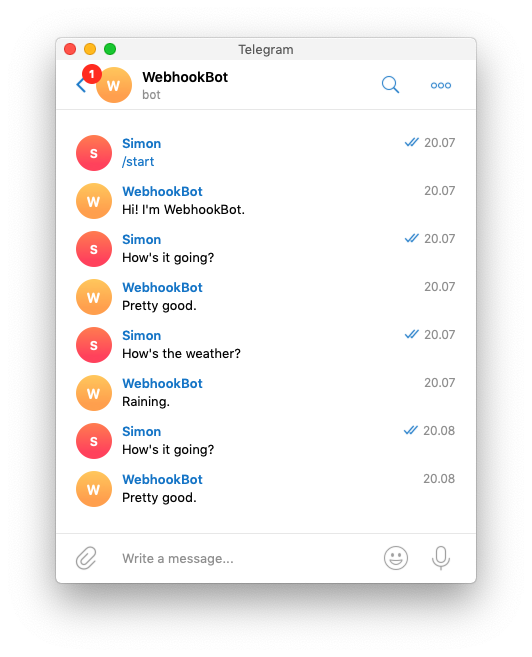 Telegram
1
W
WebhookBot
bot
S
Simon
20.07
/start
W
WebhookBot
20.07
Hi! I'm WebhookBot.
S
Simon
20.07
How's it going?
W
WebhookBot
20.07
Pretty good.
S
Simon
20.07
How's the weather?
W
WebhookBot
20.07
Raining.
S
Simon
20.08
How's it going?
W
WebhookBot
20.08
Pretty good.
Write a message...